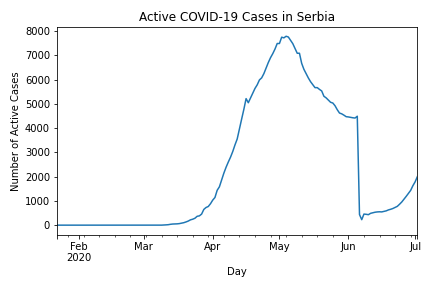 Active COVID-19 Cases in Serbia
Number of Active Cases
8000
7000
6000
5000
4000
3000
2000
1000
0
Feb
2020
Mar
Apr
May
Jun
Jul
Day